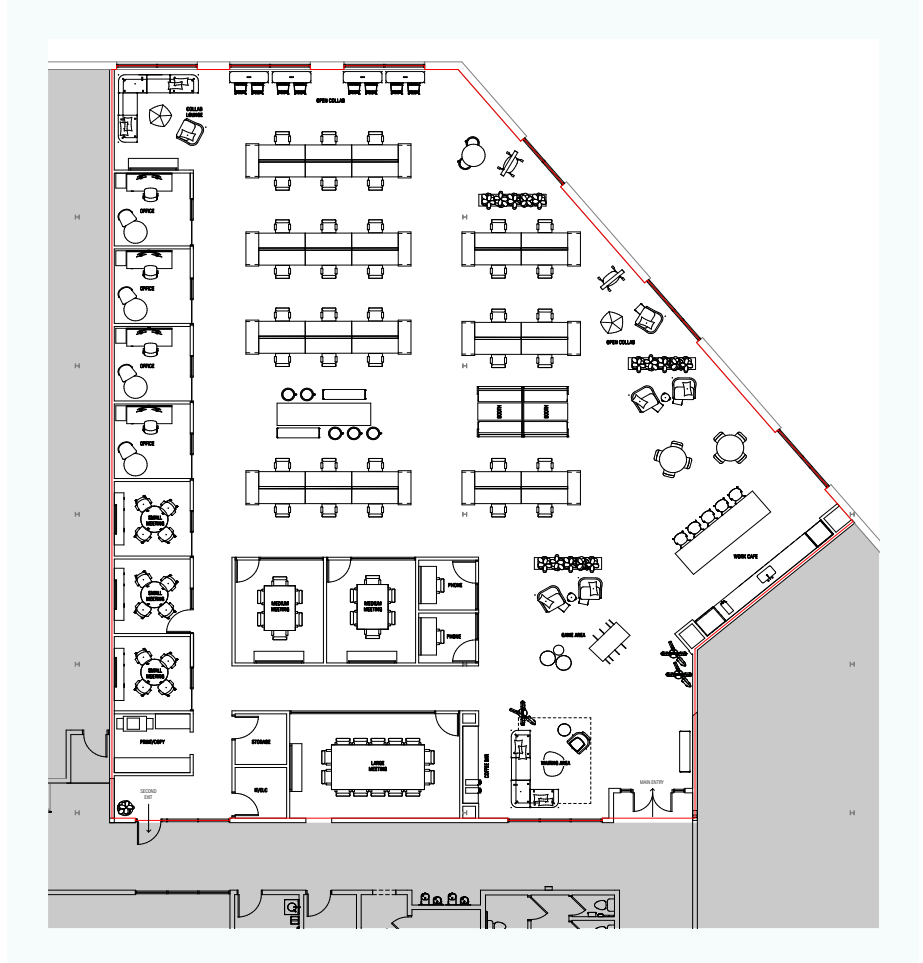 COLLAB
LOUNGE
OPEN COLLAB
OFFICE
OFFICE
OPEN COLLAB
OFFICE
BOOTH
BOOTH
OFFICE
SMALL
MEETING
WORK CAFE
SMALL
MEETING
MEDIUM
MEETING
MEDIUM
MEETING
PHONE
PHONE
GAME AREA
SMALL
MEETING
PRINT/COPY
STORAGE
LARGE
MEETING
COFFEE BAR
WAITING AREA
MAIN ENTRY
SECOND
EXIT